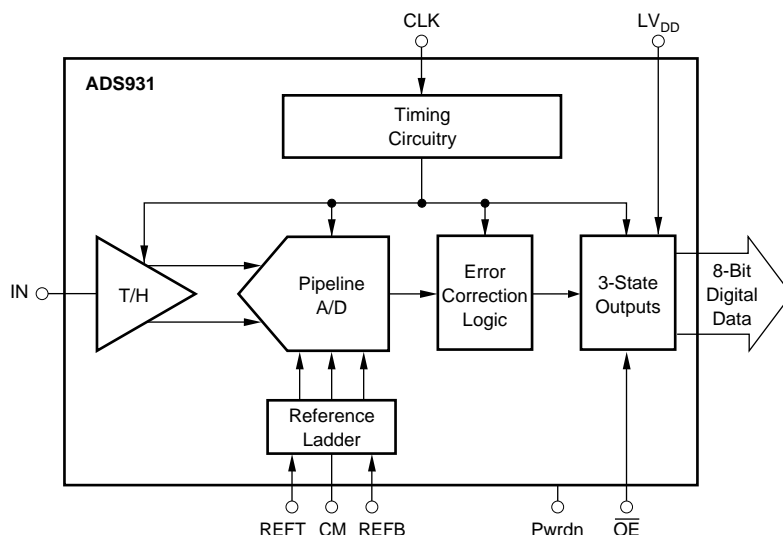 CLK
LVDD
ADS931
Timing
Circuitry
IN
T/H
Pipeline
A/D
Error
Correction
Logic
3-State
Outputs
8-Bit
Digital
Data
Reference
Ladder
REFT
CM
REFB
Pwrdn
OE